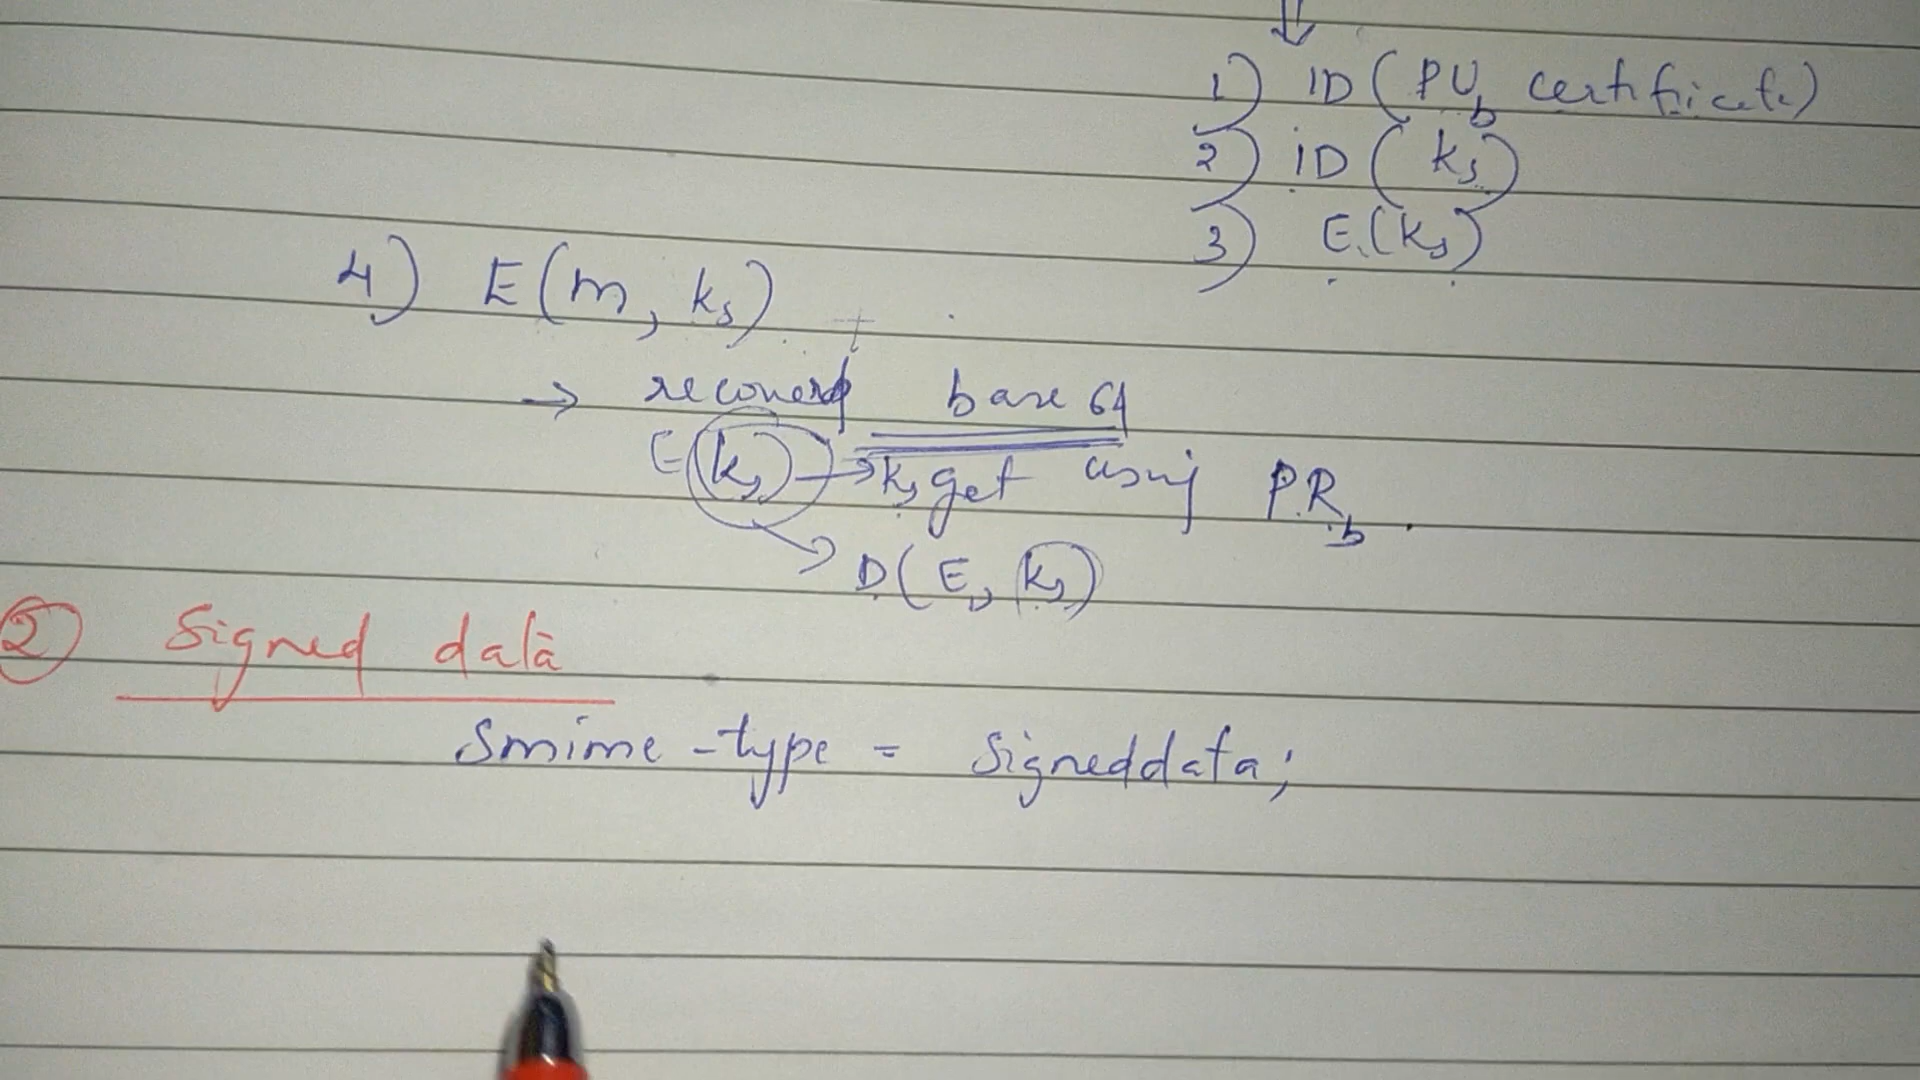 1) ID (PUb certificate)
2) iD (ks)
3) E(ks)
4) E(m, ks)
→ recover base 64
E(ks) → ks get using PRb.
D(E, ks)
② Signed data
Smime-type = Signeddata;